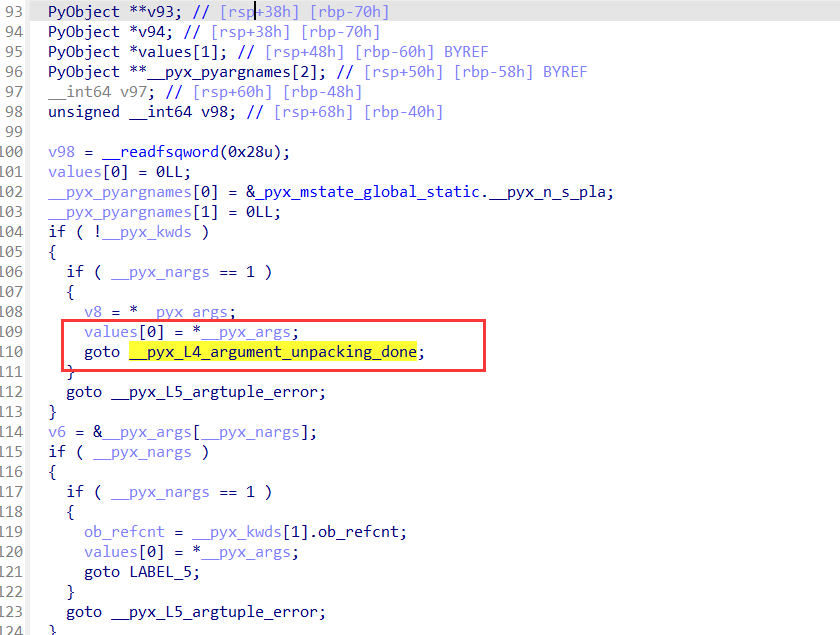 93 PyObject **v93; // [rsp+38h] [rbp-70h]
94 PyObject *v94; // [rsp+38h] [rbp-70h]
95 PyObject *values[1]; // [rsp+48h] [rbp-60h] BYREF
96 PyObject **__pyx_pyargnames[2]; // [rsp+50h] [rbp-58h] BYREF
97 __int64 v97; // [rsp+60h] [rbp-48h]
98 unsigned __int64 v98; // [rsp+68h] [rbp-40h]
99
100 v98 = __readfsqword(0x28u);
101 values[0] = 0LL;
102 __pyx_pyargnames[0] = &_pyx_mstate_global_static.__pyx_n_s_pla;
103 __pyx_pyargnames[1] = 0LL;
104 if ( !__pyx_kwds )
105 {
106 if ( __pyx_nargs == 1 )
107 {
108 v8 = *__pyx_args;
109 values[0] = *__pyx_args;
110 goto __pyx_L4_argument_unpacking_done;
111 }
112 goto __pyx_L5_argtuple_error;
113 }
114 v6 = &__pyx_args[__pyx_nargs];
115 if ( __pyx_nargs )
116 {
117 if ( __pyx_nargs == 1 )
118 {
119 ob_refcnt = __pyx_kwds[1].ob_refcnt;
120 values[0] = *__pyx_args;
121 goto LABEL_5;
122 }
123 goto __pyx_L5_argtuple_error;
124 }